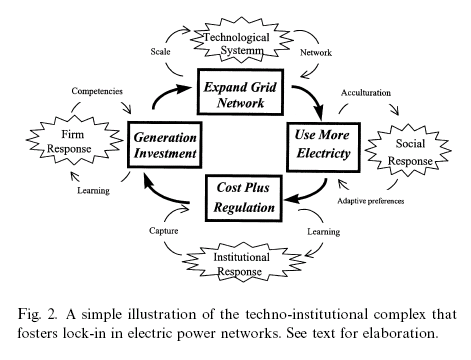 Technological
Systemm
Scale
Network
Expand Grid
Network
Competencies
Acculturation
Firm
Response
Generation
Investment
Use More
Electricty
Social
Response
Learning
Cost Plus
Regulation
Adaptive preferences
Capture
Learning
Institutional
Response
Fig. 2. A simple illustration of the techno-institutional complex that
fosters lock-in in electric power networks. See text for elaboration.